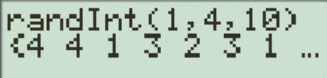 randInt(1,4,10)
{4 4 1 3 2 3 1 …